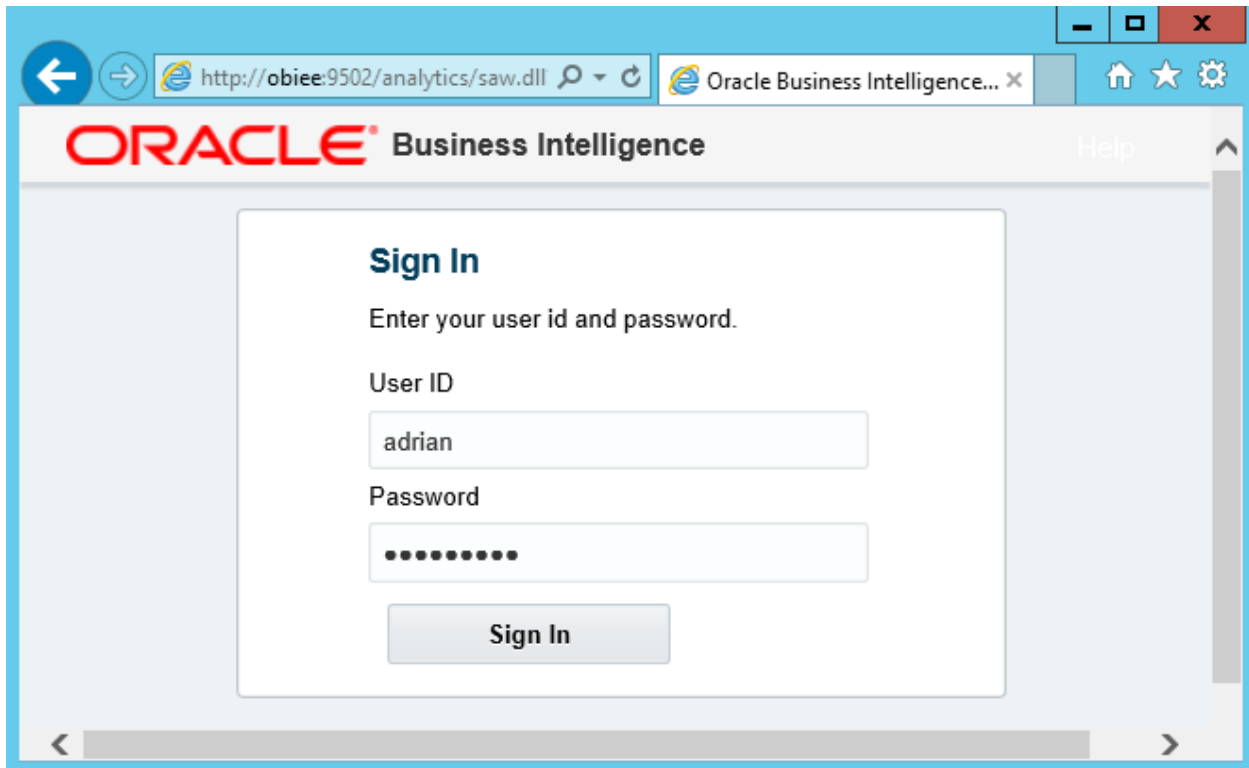 http://obiee:9502/analytics/saw.dll
Oracle Business Intelligence...
ORACLE Business Intelligence
Help
Sign In
Enter your user id and password.
User ID
adrian
Password
•••••••••
Sign In